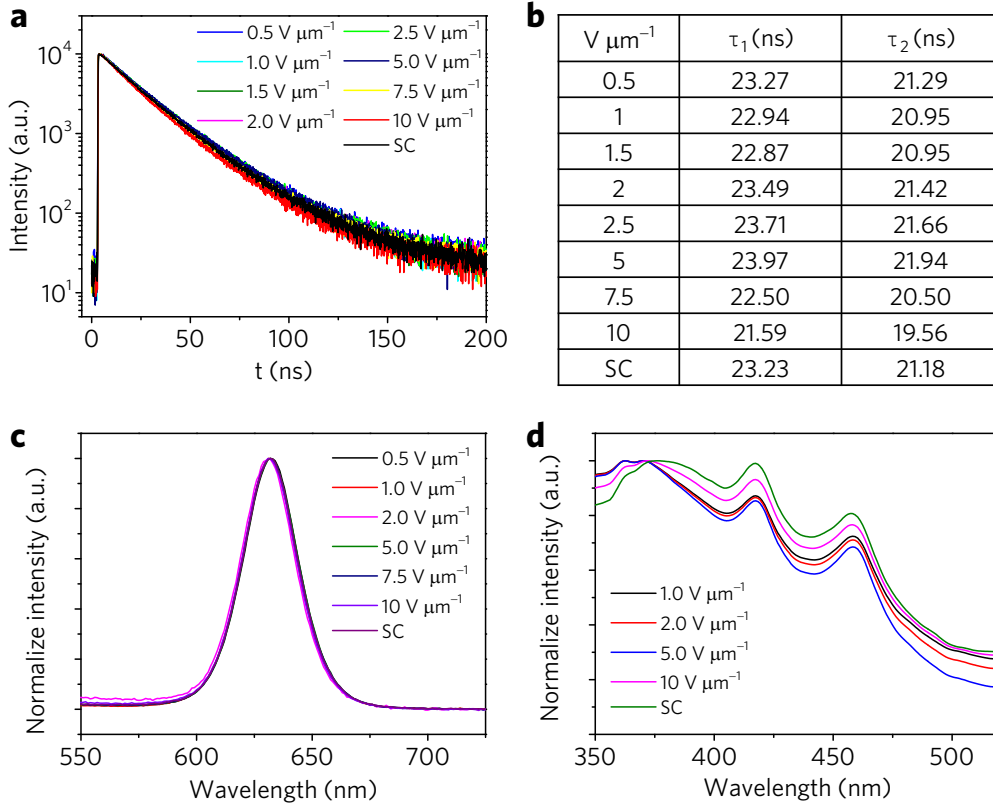 a
Intensity (a.u.)
10⁴
10³
10²
10¹
0.5 V μm⁻¹
2.5 V μm⁻¹
1.0 V μm⁻¹
5.0 V μm⁻¹
1.5 V μm⁻¹
7.5 V μm⁻¹
2.0 V μm⁻¹
10 V μm⁻¹
SC
0 50 100 150 200
t (ns)
b
V μm⁻¹ τ₁ (ns) τ₂ (ns)
0.5 23.27 21.29
1 22.94 20.95
1.5 22.87 20.95
2 23.49 21.42
2.5 23.71 21.66
5 23.97 21.94
7.5 22.50 20.50
10 21.59 19.56
SC 23.23 21.18
c
Normalize intensity (a.u.)
0.5 V μm⁻¹
1.0 V μm⁻¹
2.0 V μm⁻¹
5.0 V μm⁻¹
7.5 V μm⁻¹
10 V μm⁻¹
SC
550 600 650 700
Wavelength (nm)
d
Normalize intensity (a.u.)
1.0 V μm⁻¹
2.0 V μm⁻¹
5.0 V μm⁻¹
10 V μm⁻¹
SC
350 400 450 500
Wavelength (nm)